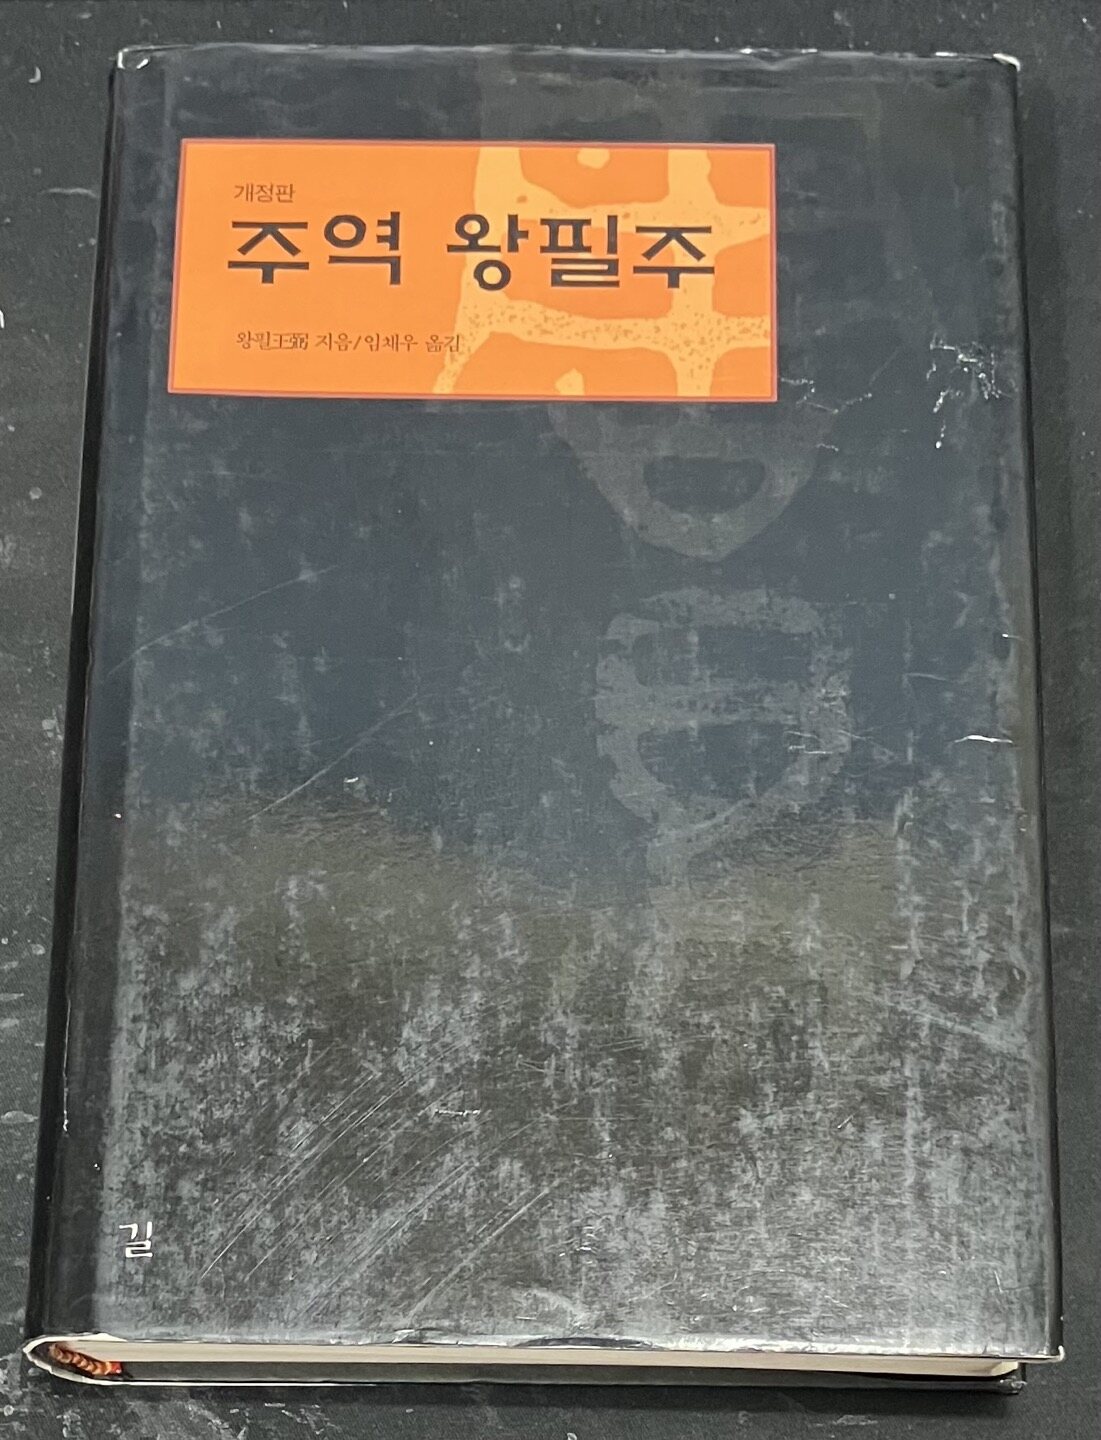 개정판
주역 왕필주
왕필王弼 지음/임채우 옮김
길